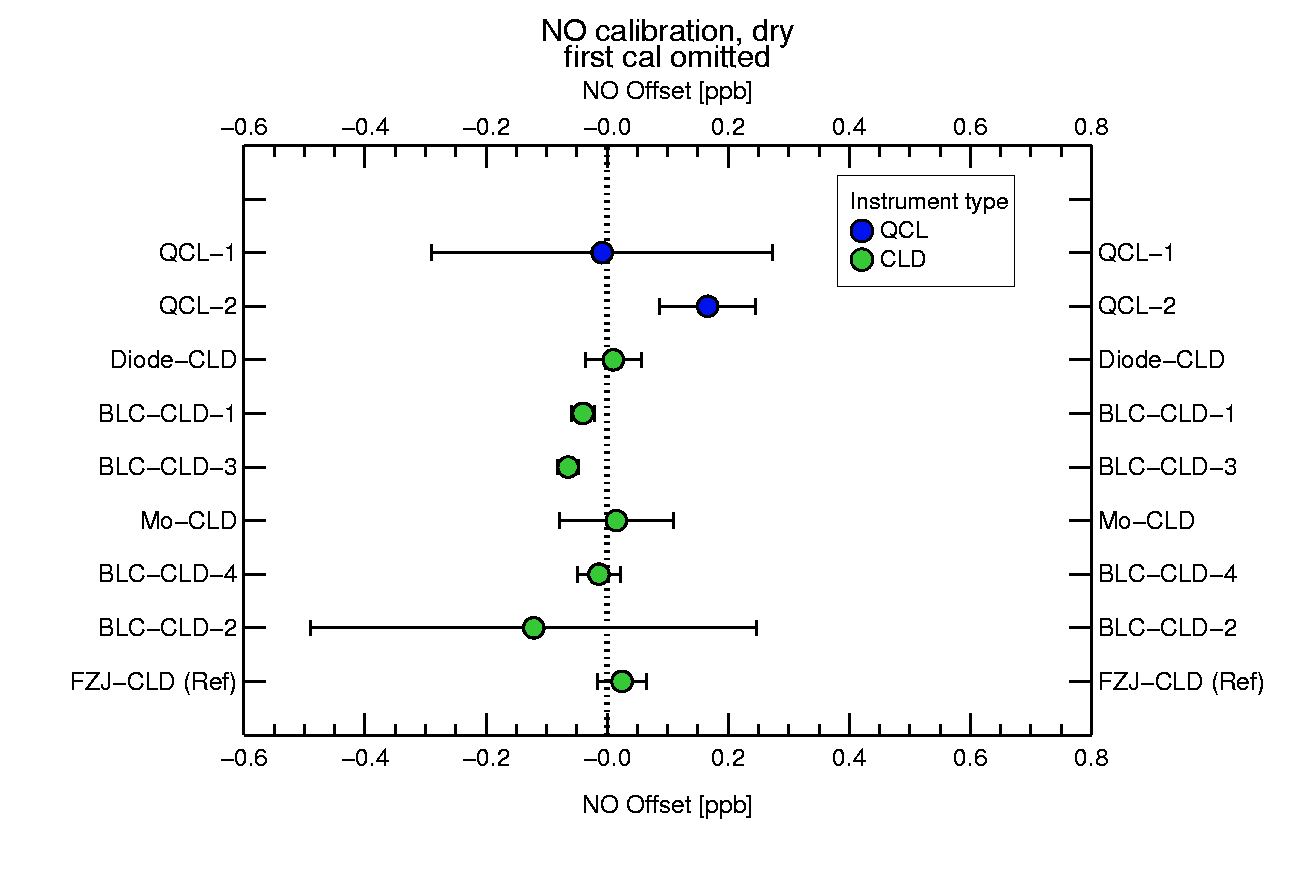 NO calibration, dry
first cal omitted
NO Offset [ppb]
−0.6 −0.4 −0.2 −0.0 0.2 0.4 0.6 0.8
Instrument type
QCL
CLD
QCL−1 QCL−1
QCL−2 QCL−2
Diode−CLD Diode−CLD
BLC−CLD−1 BLC−CLD−1
BLC−CLD−3 BLC−CLD−3
Mo−CLD Mo−CLD
BLC−CLD−4 BLC−CLD−4
BLC−CLD−2 BLC−CLD−2
FZJ−CLD (Ref) FZJ−CLD (Ref)
−0.6 −0.4 −0.2 −0.0 0.2 0.4 0.6 0.8
NO Offset [ppb]